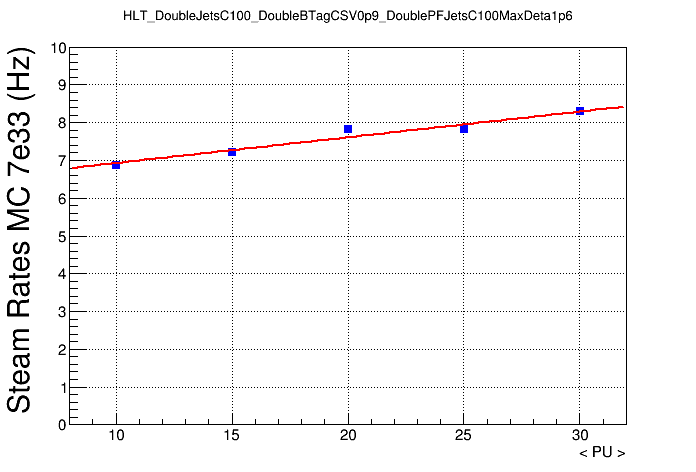 HLT_DoubleJetsC100_DoubleBTagCSV0p9_DoublePFJetsC100MaxDeta1p6
Steam Rates MC 7e33 (Hz)
10
9
8
7
6
5
4
3
2
1
0
10 15 20 25 30
< PU >